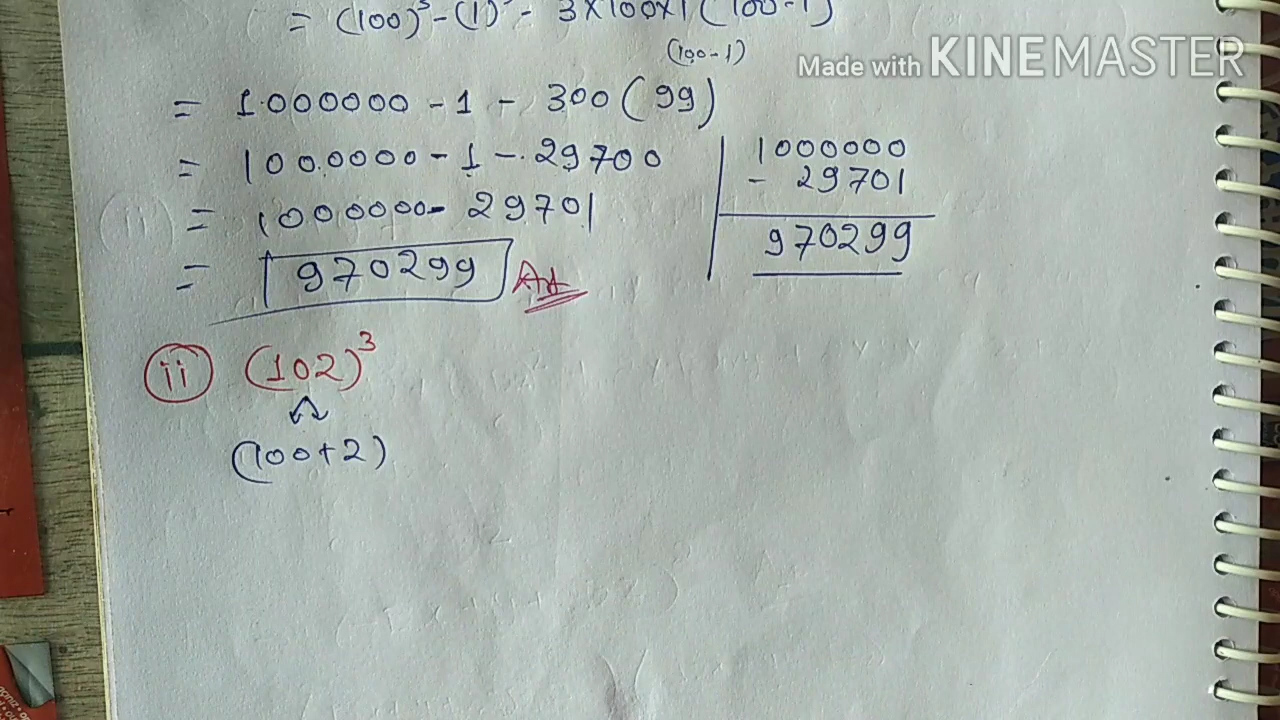 = (100)³ - (1)³ - 3×100×1 (100-1)
(100-1)
Made with KINEMASTER
= 1000000 - 1 - 300 (99)
= 1000000 - 1 - 29700
= 1000000 - 29701
= 970299
1000000
- 29701
970299
(ii) (102)³
(100+2)